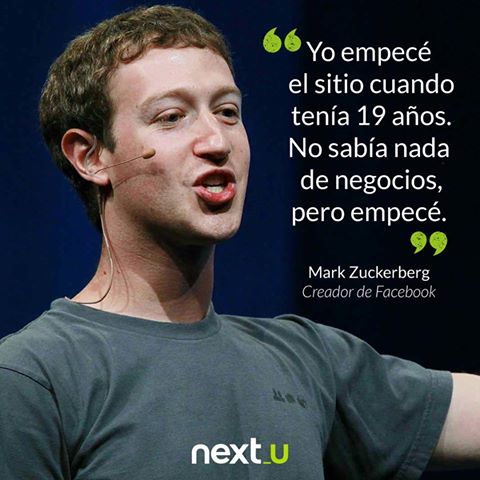 “Yo empecé
el sitio cuando
tenía 19 años.
No sabía nada
de negocios,
pero empecé.
”
Mark Zuckerberg
Creador de Facebook
next_u